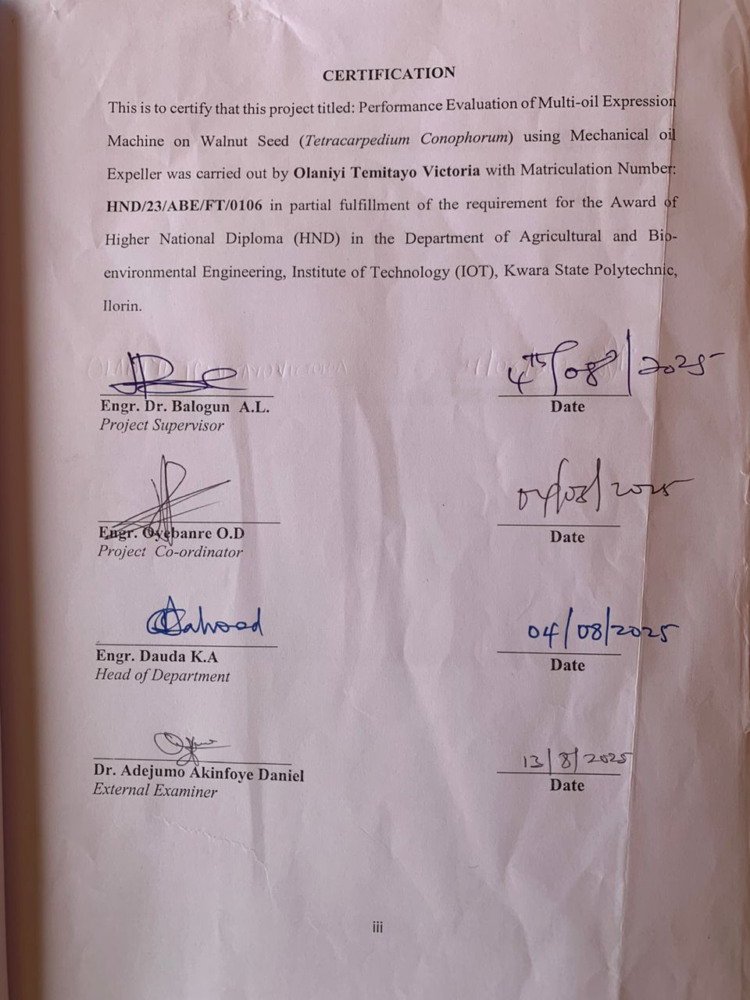 CERTIFICATION
This is to certify that this project titled: Performance Evaluation of Multi-oil Expression
Machine on Walnut Seed (Tetracarpedium Conophorum) using Mechanical oil
Expeller was carried out by Olaniyi Temitayo Victoria with Matriculation Number:
HND/23/ABE/FT/0106 in partial fulfillment of the requirement for the Award of
Higher National Diploma (HND) in the Department of Agricultural and Bio-
environmental Engineering, Institute of Technology (IOT), Kwara State Polytechnic,
Ilorin.
4th/08/2025
Engr. Dr. Balogun A.L. Date
Project Supervisor
04/08/2025
Engr. Oyebanre O.D Date
Project Co-ordinator
04/08/2025
Engr. Dauda K.A Date
Head of Department
13/8/2025
Dr. Adejumo Akinfoye Daniel Date
External Examiner
iii